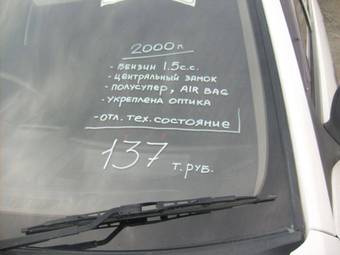 2000г
- БЕНЗИН 1.5 с.с.
- ЦЕНТРАЛЬНЫЙ ЗАМОК
- ПОЛУСУПЕР, AIR BAG
- УКРЕПЛЕНА ОПТИКА
- ОТЛ. ТЕХ. СОСТОЯНИЕ
137 Т.РУБ.